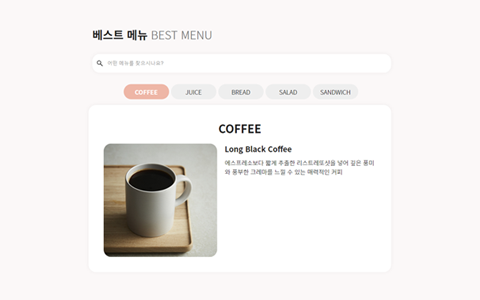 베스트 메뉴 BEST MENU
어떤 메뉴를 찾으시나요?
COFFEE
JUICE
BREAD
SALAD
SANDWICH
COFFEE
Long Black Coffee
에스프레소보다 짧게 추출한 리스트레또샷을 넣어 깊은 풍미
와 풍부한 크레마를 느낄 수 있는 매력적인 커피